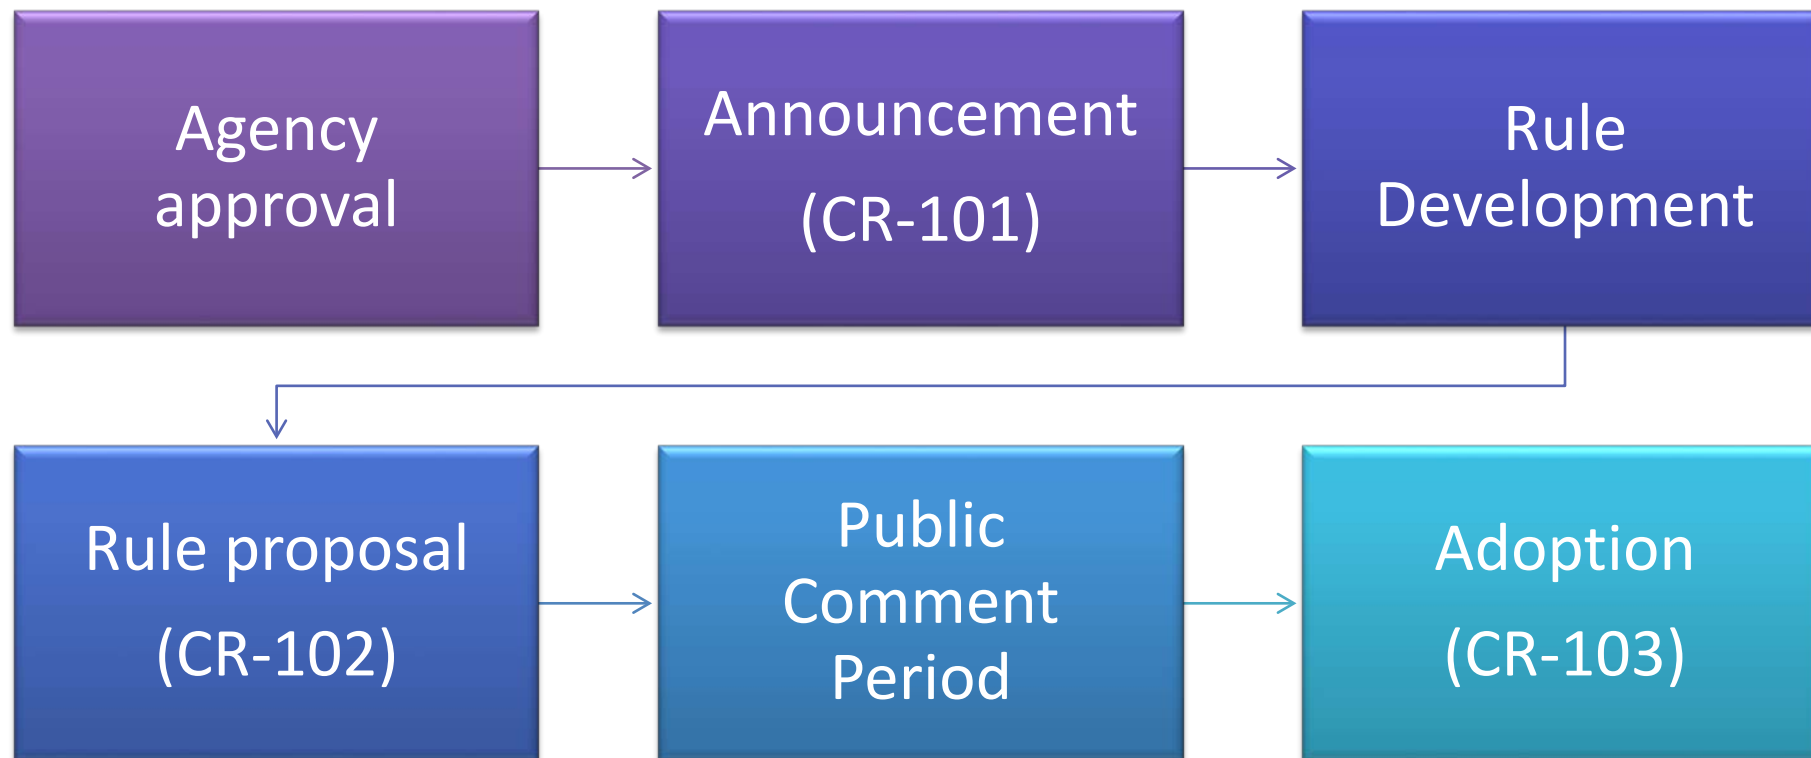 Agency
approval
Announcement
(CR-101)
Rule
Development
Rule proposal
(CR-102)
Public
Comment
Period
Adoption
(CR-103)